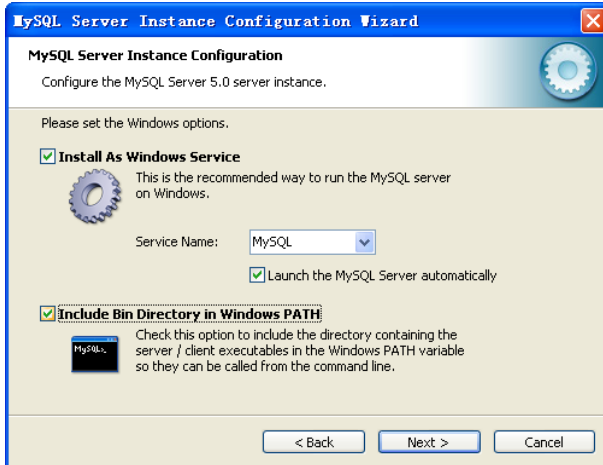 MySQL Server Instance Configuration Wizard
MySQL Server Instance Configuration
Configure the MySQL Server 5.0 server instance.
Please set the Windows options.
Install As Windows Service
This is the recommended way to run the MySQL server
on Windows.
Service Name: MySQL
Launch the MySQL Server automatically
Include Bin Directory in Windows PATH
MySQL>_
Check this option to include the directory containing the
server / client executables in the Windows PATH variable
so they can be called from the command line.
< Back Next > Cancel